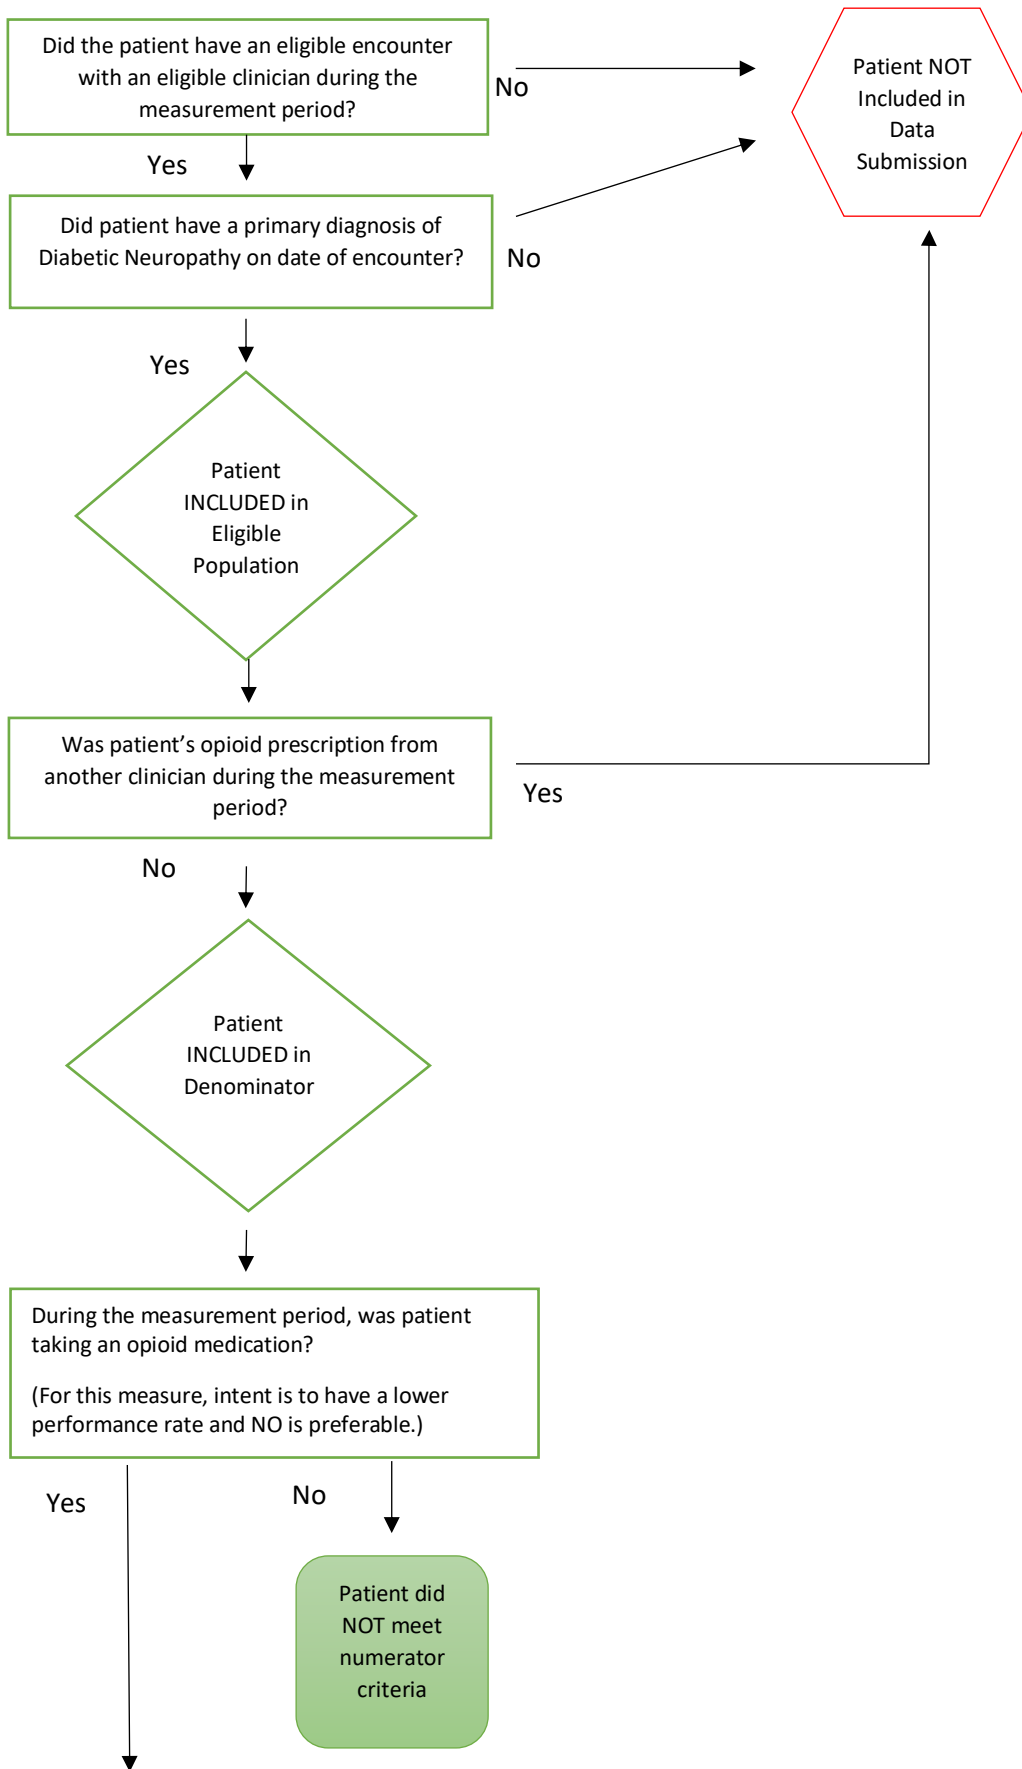 Did the patient have an eligible encounter
with an eligible clinician during the
measurement period?
No
Patient NOT
Included in
Data
Submission
Yes
Did patient have a primary diagnosis of
Diabetic Neuropathy on date of encounter?
No
Yes
Patient
INCLUDED in
Eligible
Population
Was patient’s opioid prescription from
another clinician during the measurement
period?
Yes
No
Patient
INCLUDED in
Denominator
During the measurement period, was patient
taking an opioid medication?
(For this measure, intent is to have a lower
performance rate and NO is preferable.)
Yes
No
Patient did
NOT meet
numerator
criteria